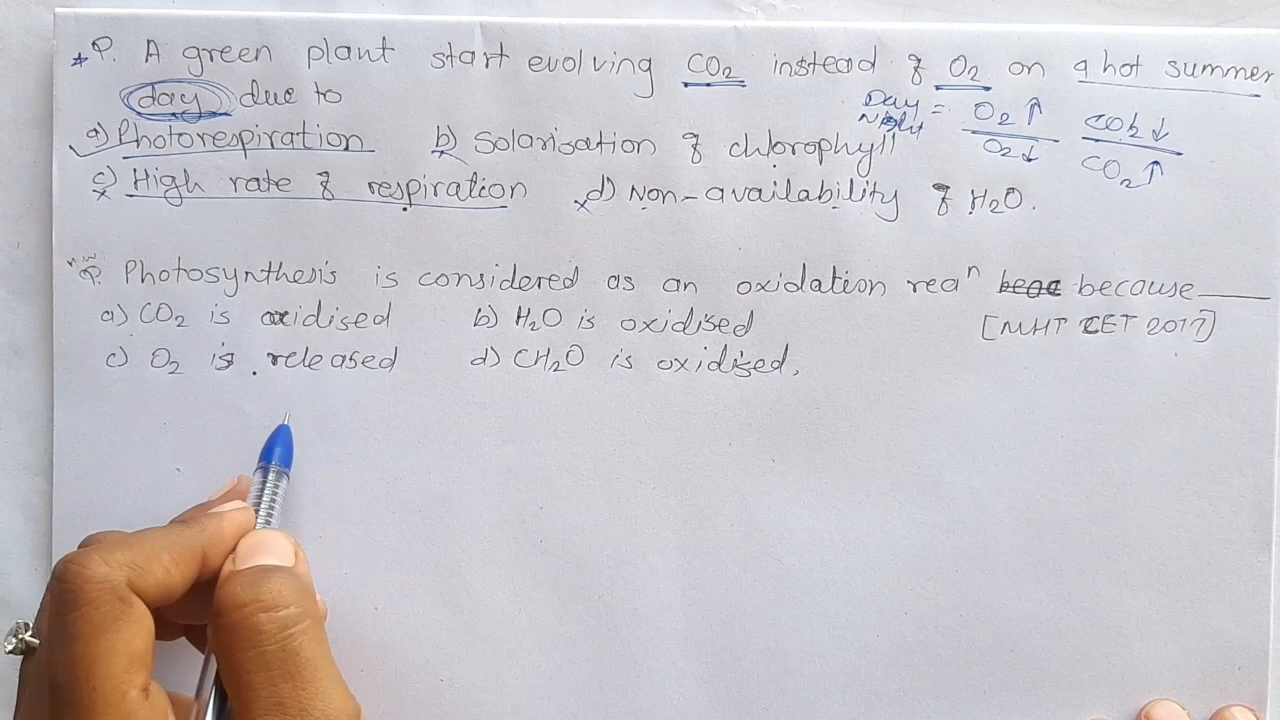 * Q. A green plant start evolving CO₂ instead of O₂ on a hot summer
day due to
Day = O₂↑ CO₂↓
Night O₂↓ CO₂↑
a) Photorespiration b) Solarisation of chlorophyll
c) High rate of respiration d) Non-availability of H₂O.
Q. Photosynthesis is considered as an oxidation reaⁿ because____
a) CO₂ is oxidised b) H₂O is oxidised [MHT CET 2017]
c) O₂ is released d) CH₂O is oxidised.